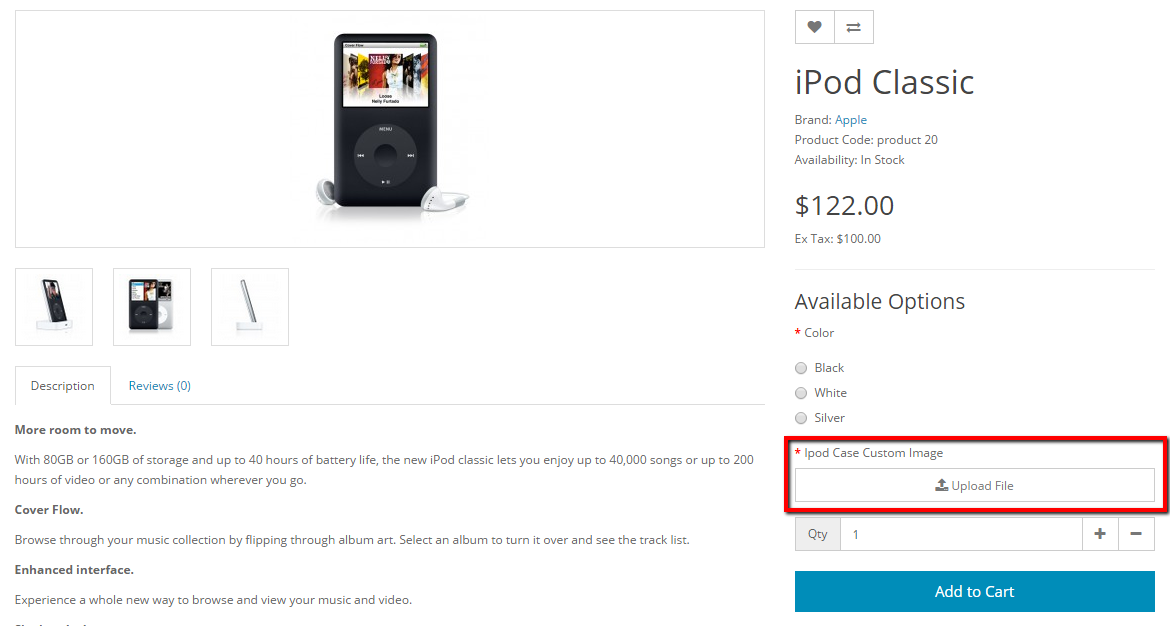 Cover Flow
NELLY
Loose
Nelly Furtado
MENU
Description
Reviews (0)
More room to move.
With 80GB or 160GB of storage and up to 40 hours of battery life, the new iPod classic lets you enjoy up to 40,000 songs or up to 200
hours of video or any combination wherever you go.
Cover Flow.
Browse through your music collection by flipping through album art. Select an album to turn it over and see the track list.
Enhanced interface.
Experience a whole new way to browse and view your music and video.
iPod Classic
Brand: Apple
Product Code: product 20
Availability: In Stock
$122.00
Ex Tax: $100.00
Available Options
* Color
Black
White
Silver
* Ipod Case Custom Image
Upload File
Qty 1
Add to Cart